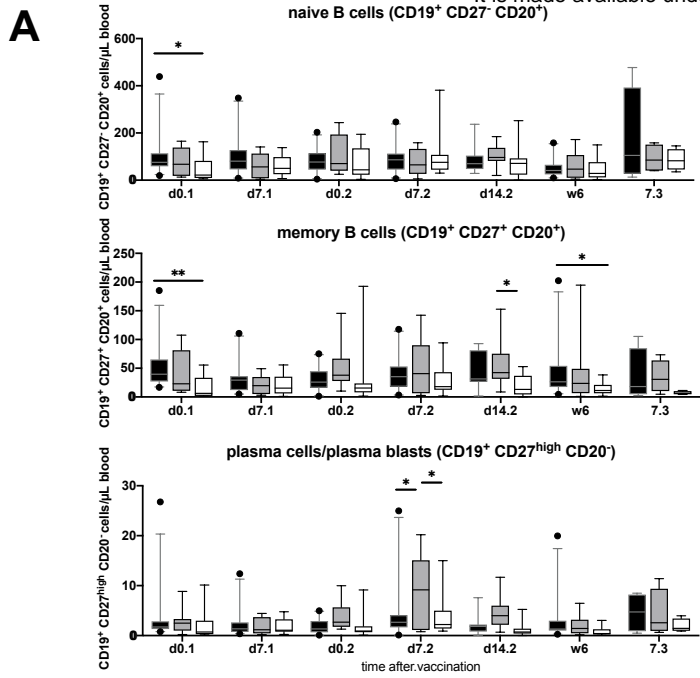 It is made available und
A
naive B cells (CD19+ CD27- CD20+)
CD19+ CD27- CD20+ cells/μL blood
600
400
200
0
*
d0.1 d7.1 d0.2 d7.2 d14.2 w6 7.3
memory B cells (CD19+ CD27+ CD20+)
CD19+ CD27+ CD20+ cells/μL blood
250
200
150
100
50
0
** * *
d0.1 d7.1 d0.2 d7.2 d14.2 w6 7.3
plasma cells/plasma blasts (CD19+ CD27high CD20-)
CD19+ CD27high CD20- cells/μL blood
30
20
10
0
* *
d0.1 d7.1 d0.2 d7.2 d14.2 w6 7.3
time after.vaccination